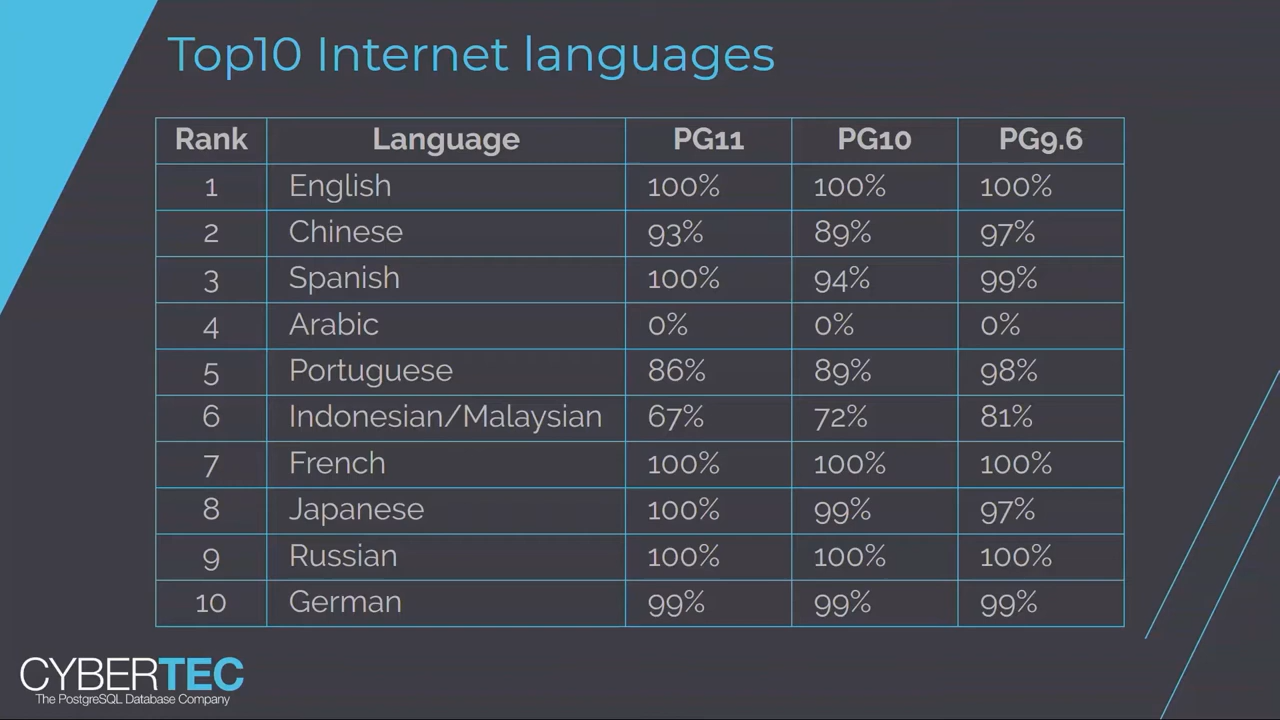 Top10 Internet languages
Rank Language PG11 PG10 PG9.6
1 English 100% 100% 100%
2 Chinese 93% 89% 97%
3 Spanish 100% 94% 99%
4 Arabic 0% 0% 0%
5 Portuguese 86% 89% 98%
6 Indonesian/Malaysian 67% 72% 81%
7 French 100% 100% 100%
8 Japanese 100% 99% 97%
9 Russian 100% 100% 100%
10 German 99% 99% 99%
CYBERTEC
The PostgreSQL Database Company